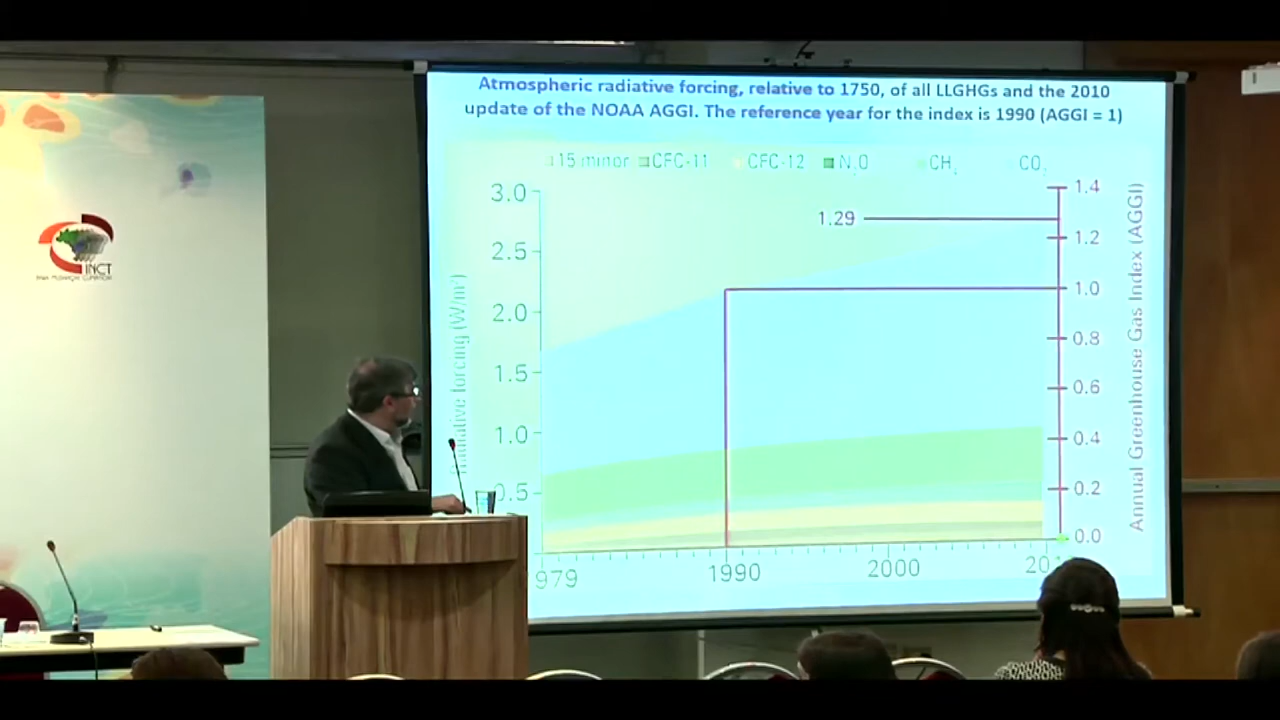 Atmospheric radiative forcing, relative to 1750, of all LLGHGs and the 2010
update of the NOAA AGGI. The reference year for the index is 1990 (AGGI = 1)
15 minor CFC-11 CFC-12 N₂O CH₄ CO₂
3.0
2.5
2.0
1.5
1.0
0.5
Radiative forcing (W/m²)
1.29
1.4
1.2
1.0
0.8
0.6
0.4
0.2
0.0
Annual Greenhouse Gas Index (AGGI)
979 1990 2000 201
INCT